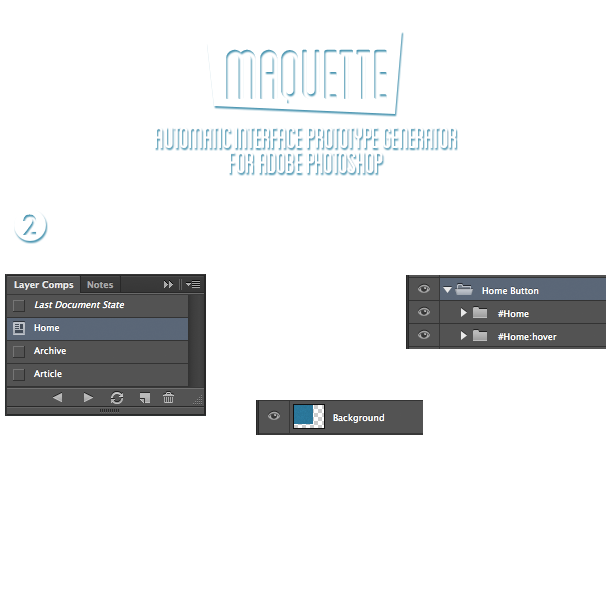 MAQUETTE
AUTOMATIC INTERFACE PROTOTYPE GENERATOR
FOR ADOBE PHOTOSHOP
2
Layer Comps Notes
Last Document State
Home
Archive
Article
Home Button
#Home
#Home:hover
Background